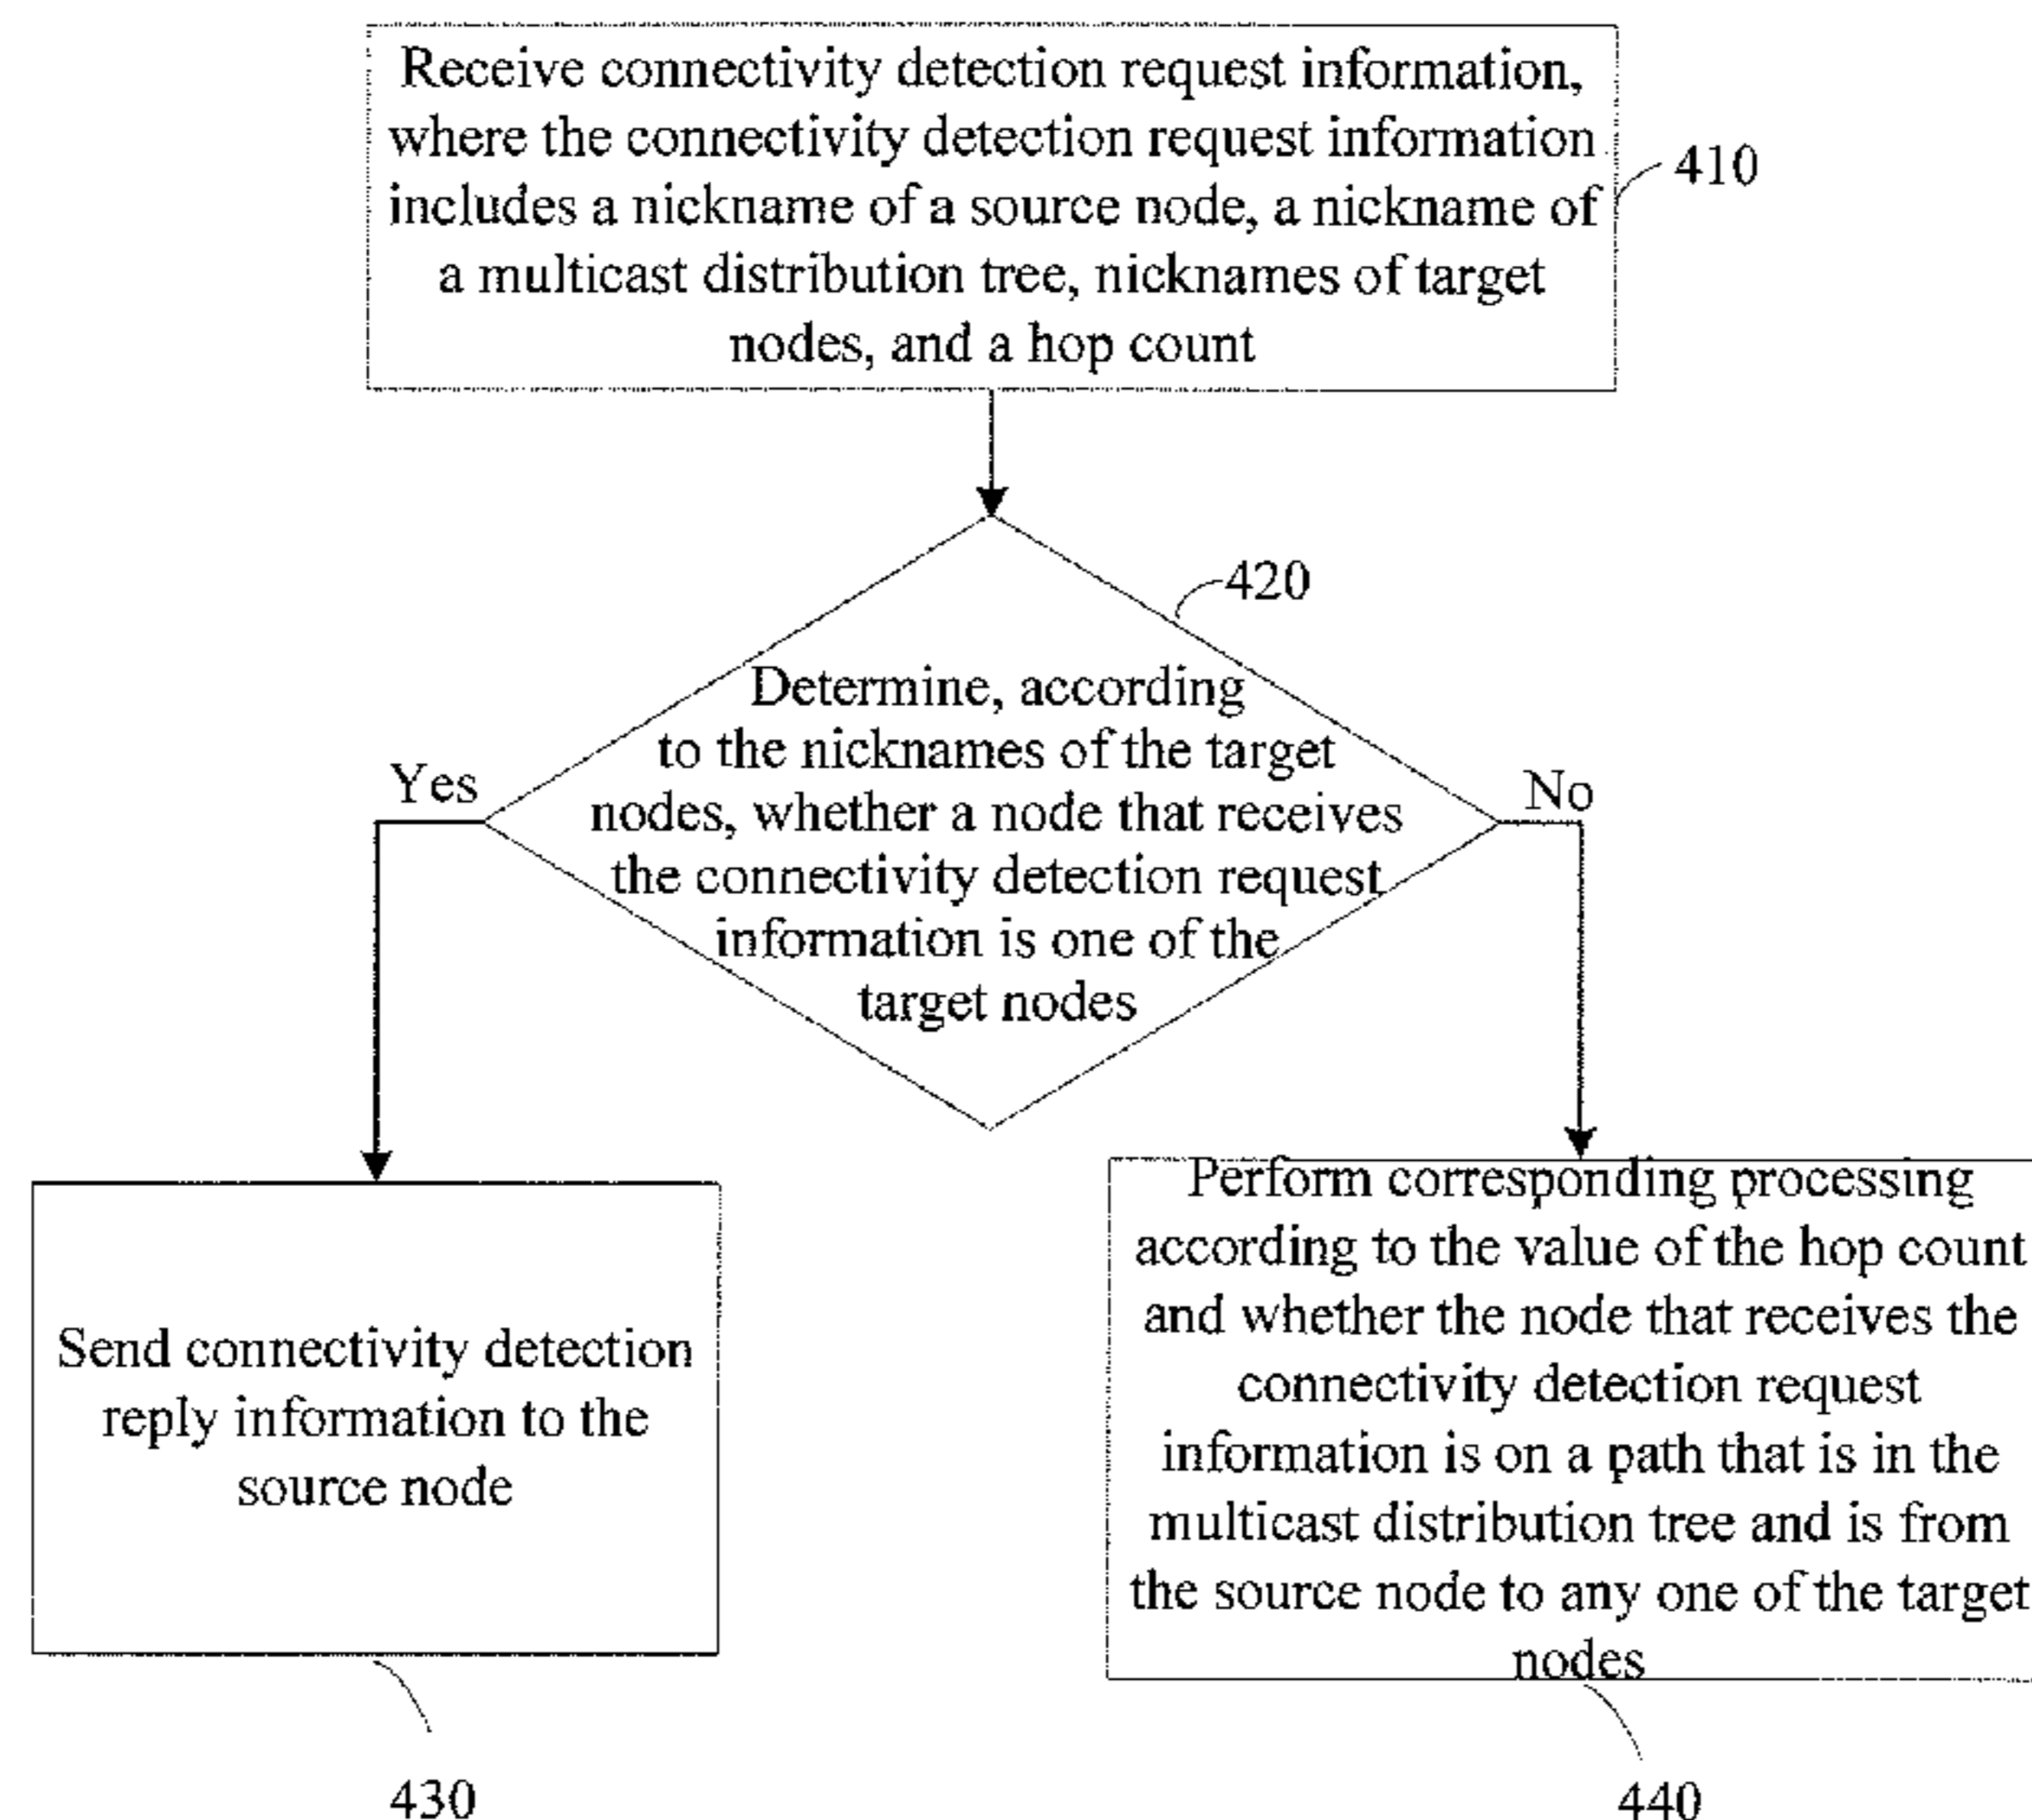 Receive connectivity detection request information,
where the connectivity detection request information
includes a nickname of a source node, a nickname of
a multicast distribution tree, nicknames of target
nodes, and a hop count
410
420
Determine, according
to the nicknames of the target
nodes, whether a node that receives
the connectivity detection request
information is one of the
target nodes
Yes
No
Send connectivity detection
reply information to the
source node
430
Perform corresponding processing
according to the value of the hop count
and whether the node that receives the
connectivity detection request
information is on a path that is in the
multicast distribution tree and is from
the source node to any one of the target
nodes
440